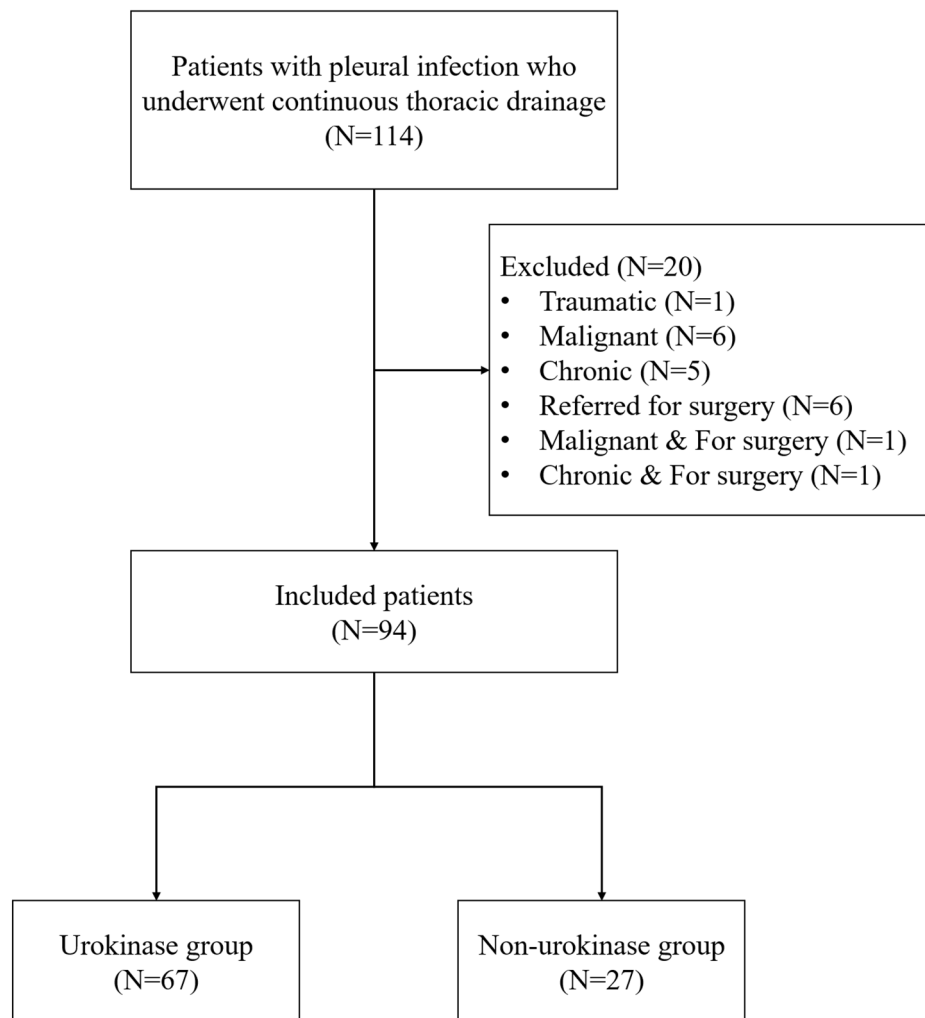 Patients with pleural infection who
underwent continuous thoracic drainage
(N=114)
Excluded (N=20)
• Traumatic (N=1)
• Malignant (N=6)
• Chronic (N=5)
• Referred for surgery (N=6)
• Malignant & For surgery (N=1)
• Chronic & For surgery (N=1)
Included patients
(N=94)
Urokinase group
(N=67)
Non-urokinase group
(N=27)